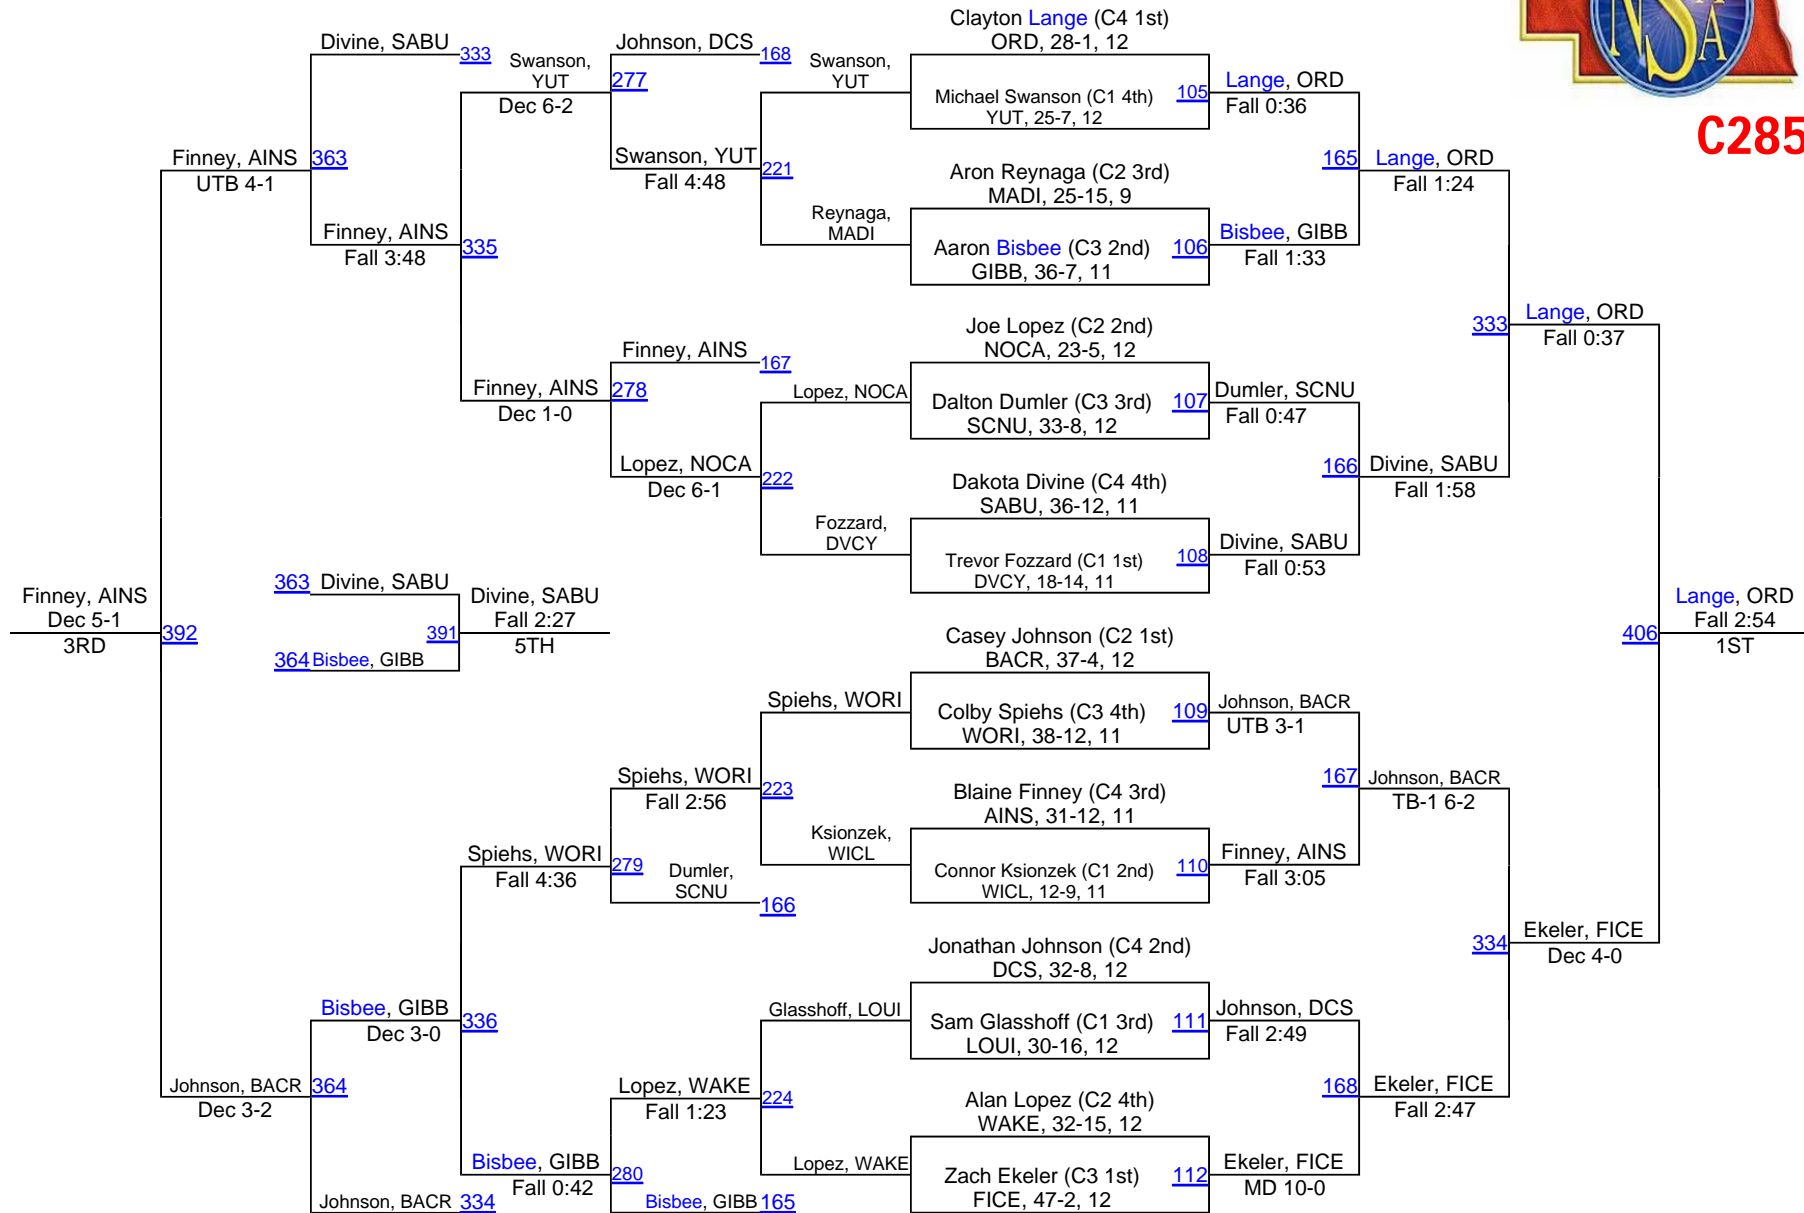 NSAA
C285
Divine, SABU
333
Finney, AINS
363
UTB 4-1
Finney, AINS
Fall 3:48
335
Swanson,
YUT
Dec 6-2
277
Johnson, DCS
168
Swanson, YUT
Fall 4:48
221
Swanson,
YUT
Reynaga,
MADI
Finney, AINS
Dec 1-0
278
Finney, AINS
167
Lopez, NOCA
Dec 6-1
222
Lopez, NOCA
Fozzard,
DVCY
Finney, AINS
Dec 5-1
3RD
392
363
Divine, SABU
364
Bisbee, GIBB
391
Divine, SABU
Fall 2:27
5TH
Johnson, BACR
Dec 3-2
364
Bisbee, GIBB
Dec 3-0
336
Johnson, BACR
334
Spiehs, WORI
Fall 4:36
279
Spiehs, WORI
Fall 2:56
223
Dumler,
SCNU
166
Spiehs, WORI
Ksionzek,
WICL
Bisbee, GIBB
Fall 0:42
280
Lopez, WAKE
Fall 1:23
224
Bisbee, GIBB
165
Glasshoff, LOUI
Lopez, WAKE
Clayton Lange (C4 1st)
ORD, 28-1, 12
Michael Swanson (C1 4th)
YUT, 25-7, 12
105
Lange, ORD
Fall 0:36
Aron Reynaga (C2 3rd)
MADI, 25-15, 9
Aaron Bisbee (C3 2nd)
GIBB, 36-7, 11
106
Bisbee, GIBB
Fall 1:33
165
Lange, ORD
Fall 1:24
Joe Lopez (C2 2nd)
NOCA, 23-5, 12
Dalton Dumler (C3 3rd)
SCNU, 33-8, 12
107
Dumler, SCNU
Fall 0:47
Dakota Divine (C4 4th)
SABU, 36-12, 11
Trevor Fozzard (C1 1st)
DVCY, 18-14, 11
108
Divine, SABU
Fall 0:53
166
Divine, SABU
Fall 1:58
333
Lange, ORD
Fall 0:37
Casey Johnson (C2 1st)
BACR, 37-4, 12
Colby Spiehs (C3 4th)
WORI, 38-12, 11
109
Johnson, BACR
UTB 3-1
Blaine Finney (C4 3rd)
AINS, 31-12, 11
Connor Ksionzek (C1 2nd)
WICL, 12-9, 11
110
Finney, AINS
Fall 3:05
167
Johnson, BACR
TB-1 6-2
Jonathan Johnson (C4 2nd)
DCS, 32-8, 12
Sam Glasshoff (C1 3rd)
LOUI, 30-16, 12
111
Johnson, DCS
Fall 2:49
Alan Lopez (C2 4th)
WAKE, 32-15, 12
Zach Ekeler (C3 1st)
FICE, 47-2, 12
112
Ekeler, FICE
MD 10-0
168
Ekeler, FICE
Fall 2:47
334
Ekeler, FICE
Dec 4-0
406
Lange, ORD
Fall 2:54
1ST